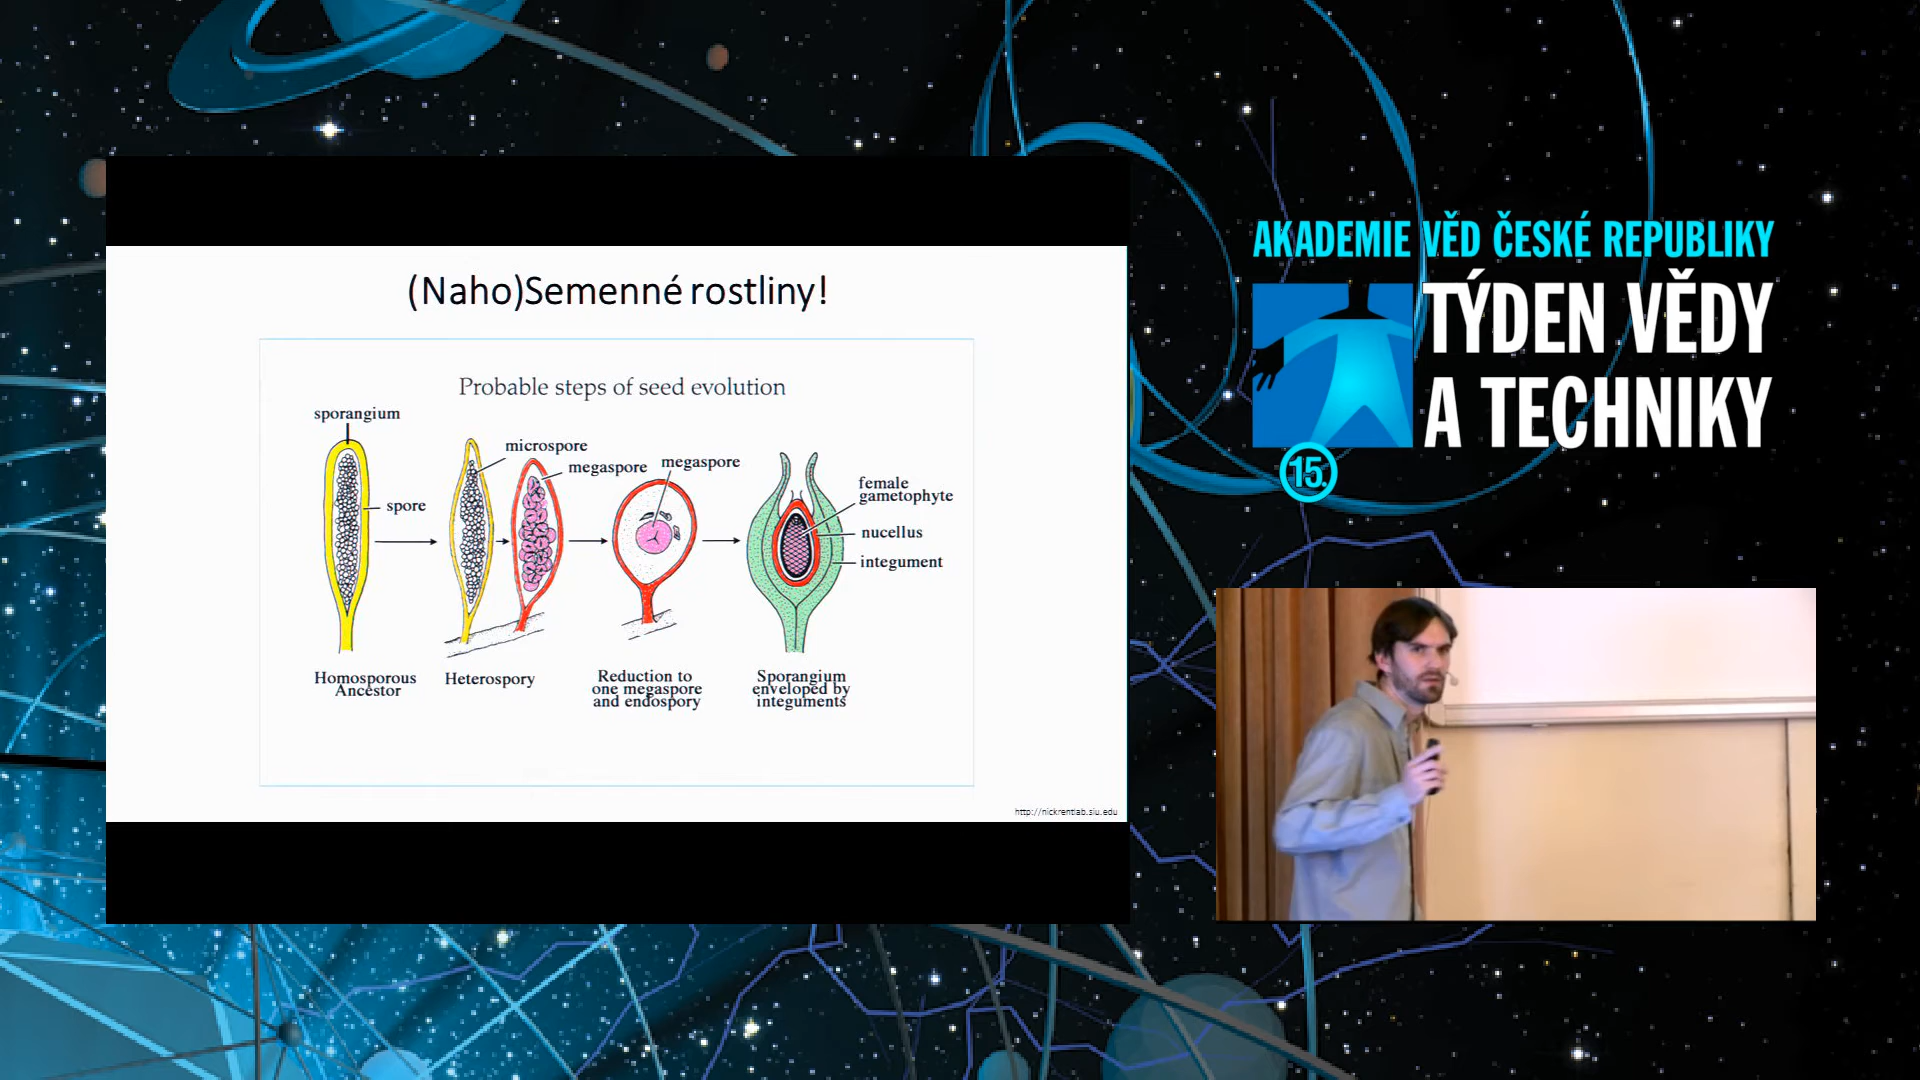 (Naho)Semenné rostliny!
Probable steps of seed evolution
sporangium
microspore
megaspore
megaspore
spore
female
gametophyte
nucellus
integument
Homosporous
Ancestor
Heterospory
Reduction to
one megaspore
and endospory
Sporangium
enveloped by
integuments
http://nickrentlab.siu.edu
AKADEMIE VĚD ČESKÉ REPUBLIKY
TÝDEN VĚDY
A TECHNIKY
15.